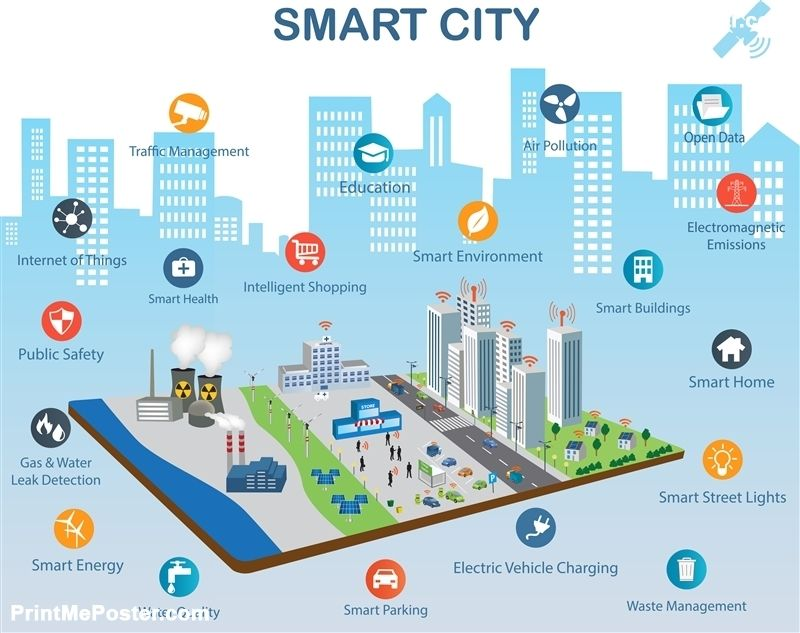 SMART CITY
Traffic Management
Education
Air Pollution
Open Data
Internet of Things
Smart Health
Intelligent Shopping
Smart Environment
Electromagnetic
Emissions
Smart Buildings
Public Safety
Smart Home
STORE
P
Gas & Water
Leak Detection
Smart Street Lights
Smart Energy
Water Quality
Smart Parking
Electric Vehicle Charging
Waste Management
PrintMePoster.com